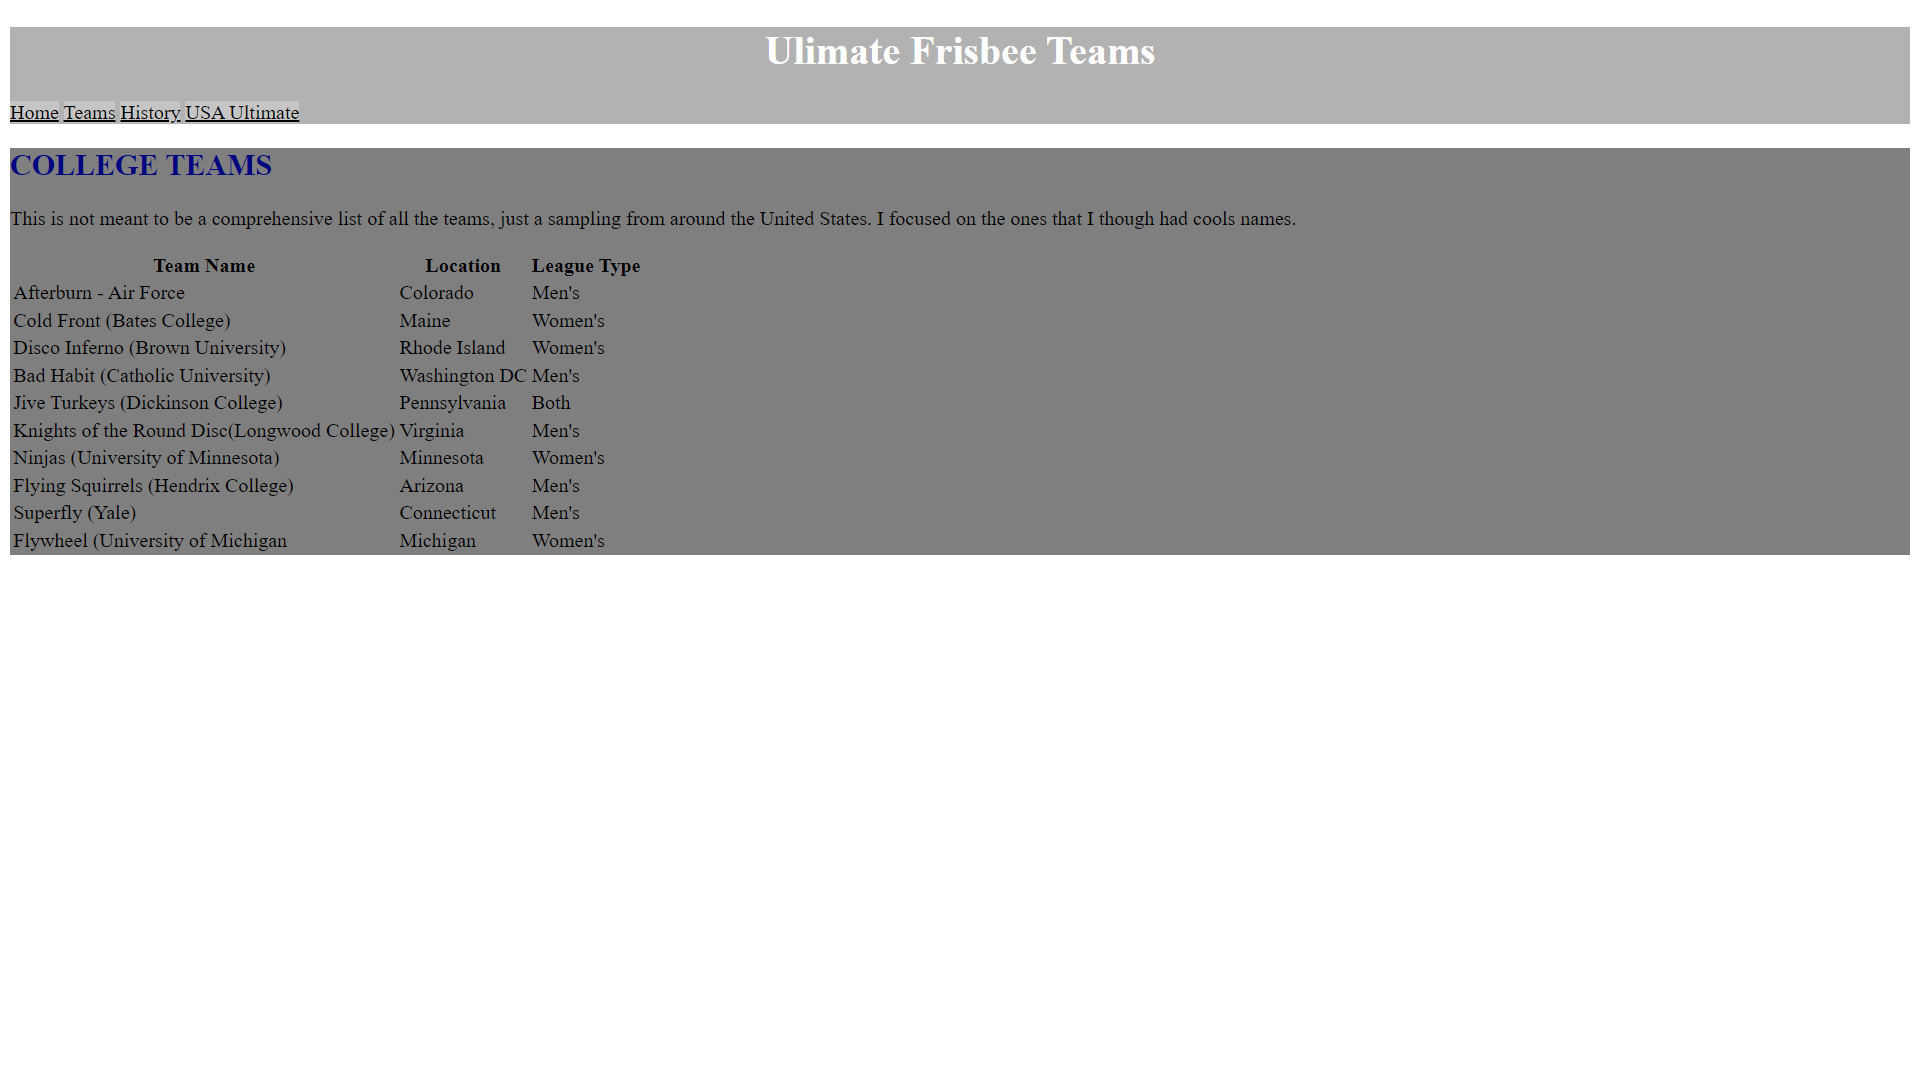 Ulimate Frisbee Teams
Home Teams History USA Ultimate
COLLEGE TEAMS
This is not meant to be a comprehensive list of all the teams, just a sampling from around the United States. I focused on the ones that I though had cools names.
Team Name Location League Type
Afterburn - Air Force Colorado Men's
Cold Front (Bates College) Maine Women's
Disco Inferno (Brown University) Rhode Island Women's
Bad Habit (Catholic University) Washington DC Men's
Jive Turkeys (Dickinson College) Pennsylvania Both
Knights of the Round Disc(Longwood College) Virginia Men's
Ninjas (University of Minnesota) Minnesota Women's
Flying Squirrels (Hendrix College) Arizona Men's
Superfly (Yale) Connecticut Men's
Flywheel (University of Michigan Michigan Women's